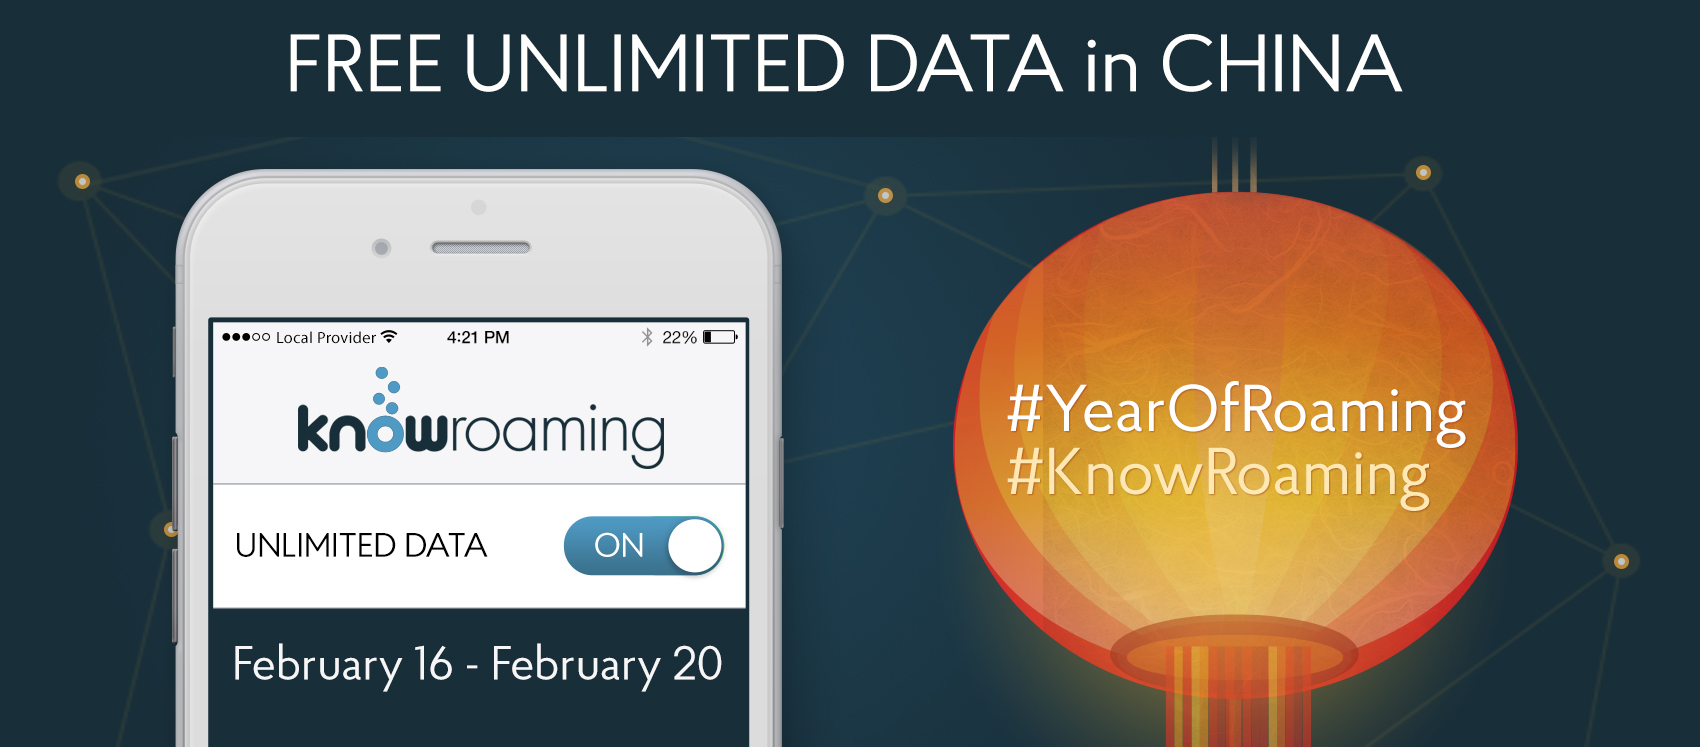 FREE UNLIMITED DATA in CHINA
Local Provider 4:21 PM 22%
knowroaming
UNLIMITED DATA ON
February 16 - February 20
#YearOfRoaming
#KnowRoaming